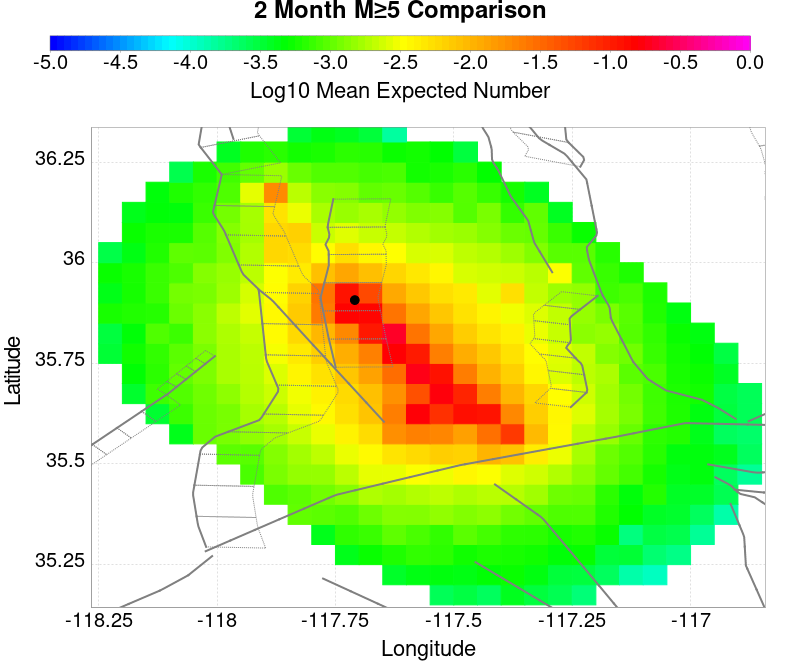 2 Month M≥5 Comparison
-5.0 -4.5 -4.0 -3.5 -3.0 -2.5 -2.0 -1.5 -1.0 -0.5 0.0
Log10 Mean Expected Number
36.25
36
35.75
35.5
35.25
Latitude
-118.25 -118 -117.75 -117.5 -117.25 -117
Longitude